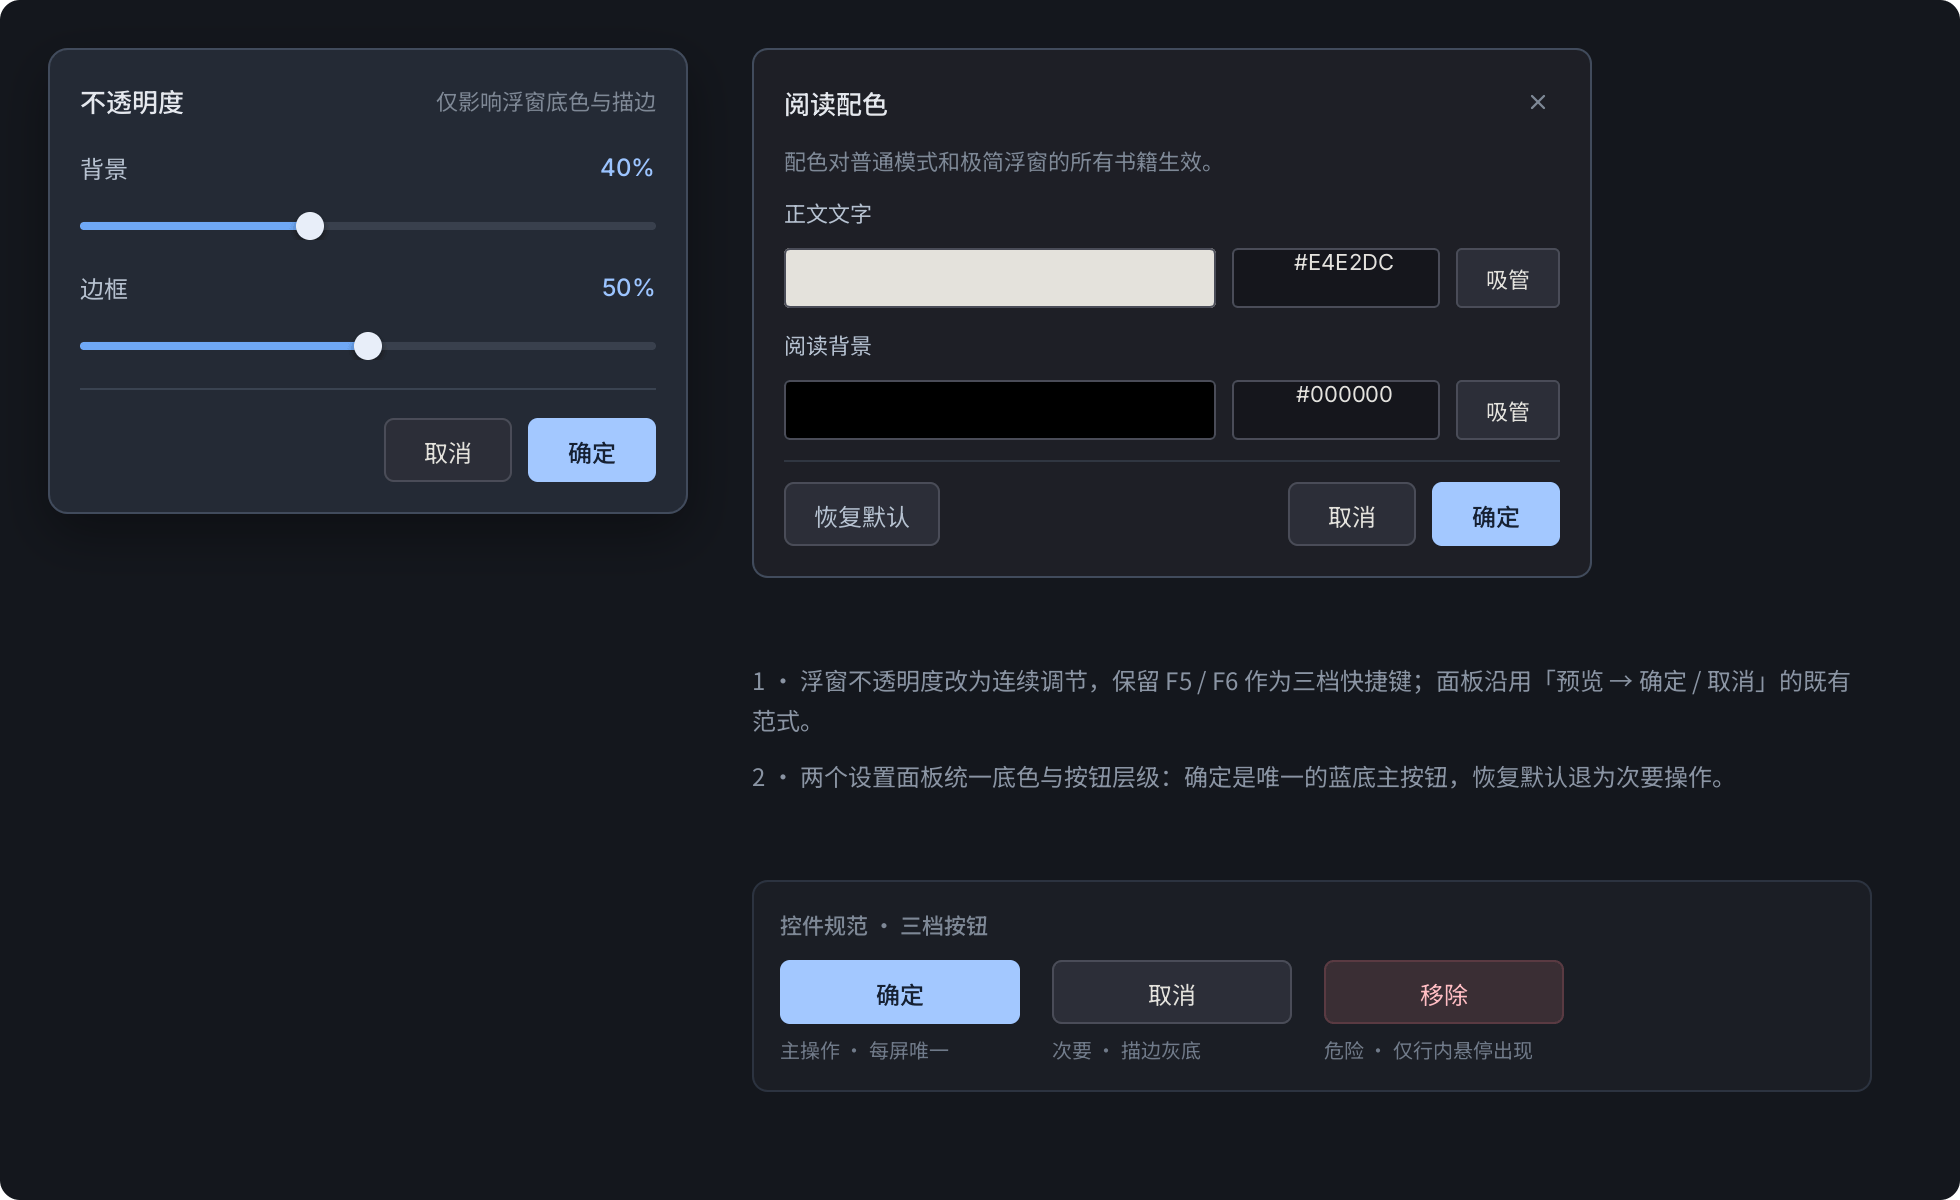 不透明度
仅影响浮窗底色与描边
背景
40%
边框
50%
取消
确定
阅读配色
×
配色对普通模式和极简浮窗的所有书籍生效。
正文文字
#E4E2DC
吸管
阅读背景
#000000
吸管
恢复默认
取消
确定
1 · 浮窗不透明度改为连续调节，保留 F5 / F6 作为三档快捷键；面板沿用「预览 → 确定 / 取消」的既有
范式。
2 · 两个设置面板统一底色与按钮层级：确定是唯一的蓝底主按钮，恢复默认退为次要操作。
控件规范 · 三档按钮
确定
取消
移除
主操作 · 每屏唯一
次要 · 描边灰底
危险 · 仅行内悬停出现